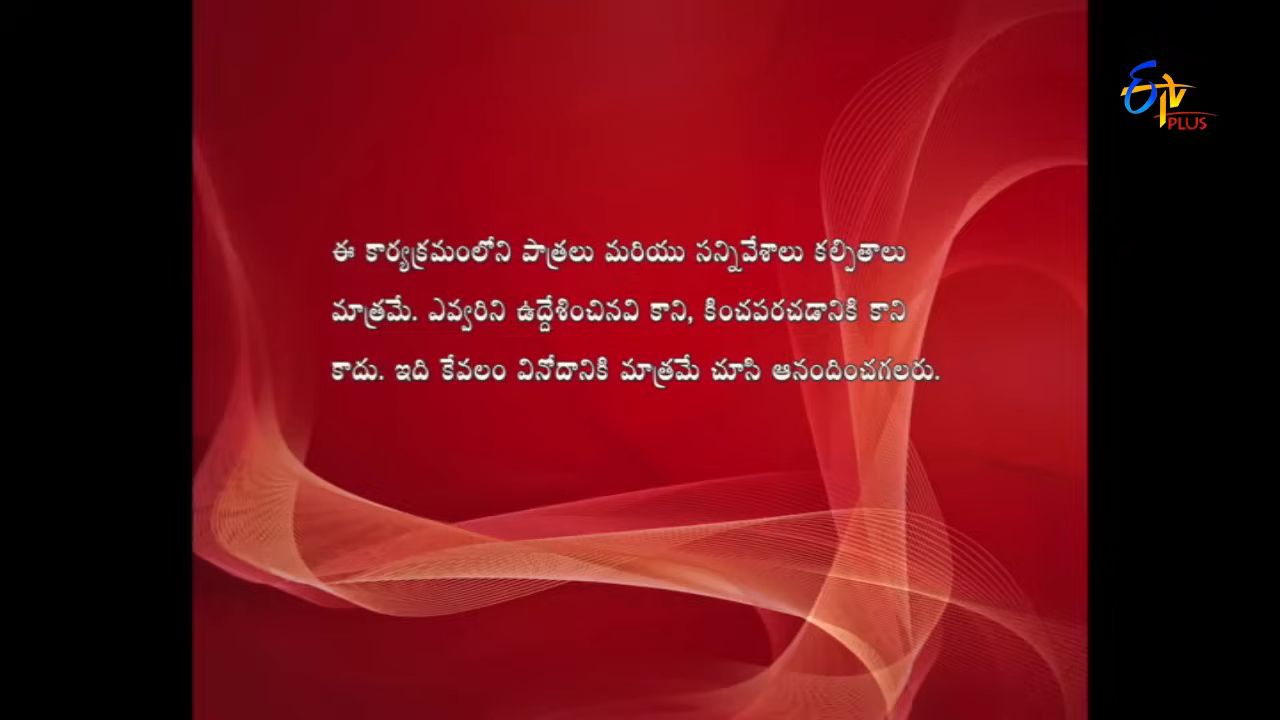 ETV
PLUS
ఈ కార్యక్రమంలోని పాత్రలు మరియు సన్నివేశాలు కల్పితాలు
మాత్రమే. ఎవ్వరిని ఉద్దేశించినవి కాని, కించపరచడానికి కాని
కాదు. ఇది కేవలం వినోదానికి మాత్రమే చూసి ఆనందించగలరు.